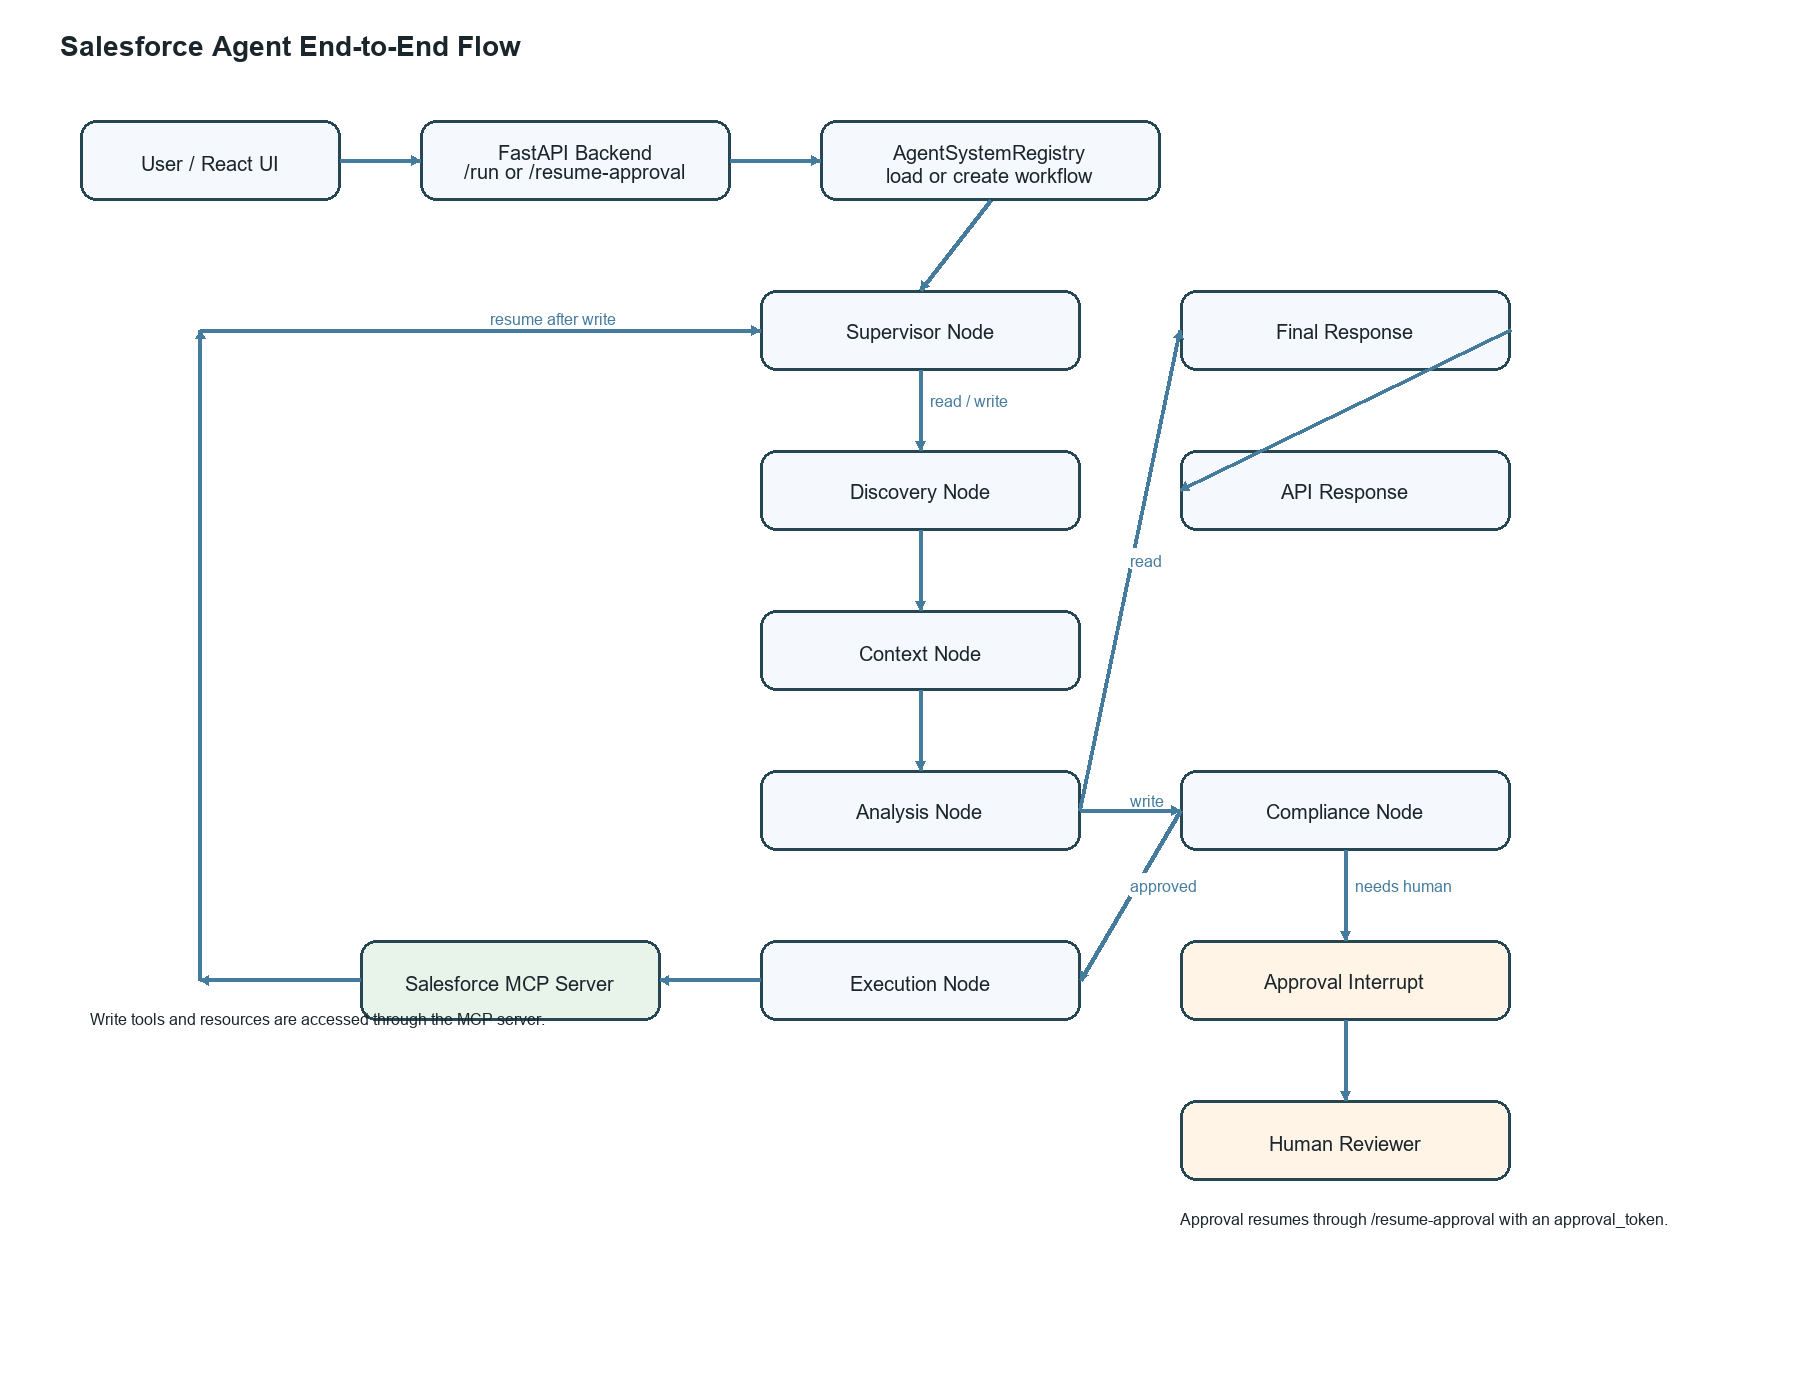 Salesforce Agent End-to-End Flow
User / React UI
FastAPI Backend
/run or /resume-approval
AgentSystemRegistry
load or create workflow
resume after write
Supervisor Node
Final Response
read / write
Discovery Node
API Response
read
Context Node
Analysis Node
write
Compliance Node
approved
needs human
Salesforce MCP Server
Execution Node
Approval Interrupt
Write tools and resources are accessed through the MCP server.
Human Reviewer
Approval resumes through /resume-approval with an approval_token.